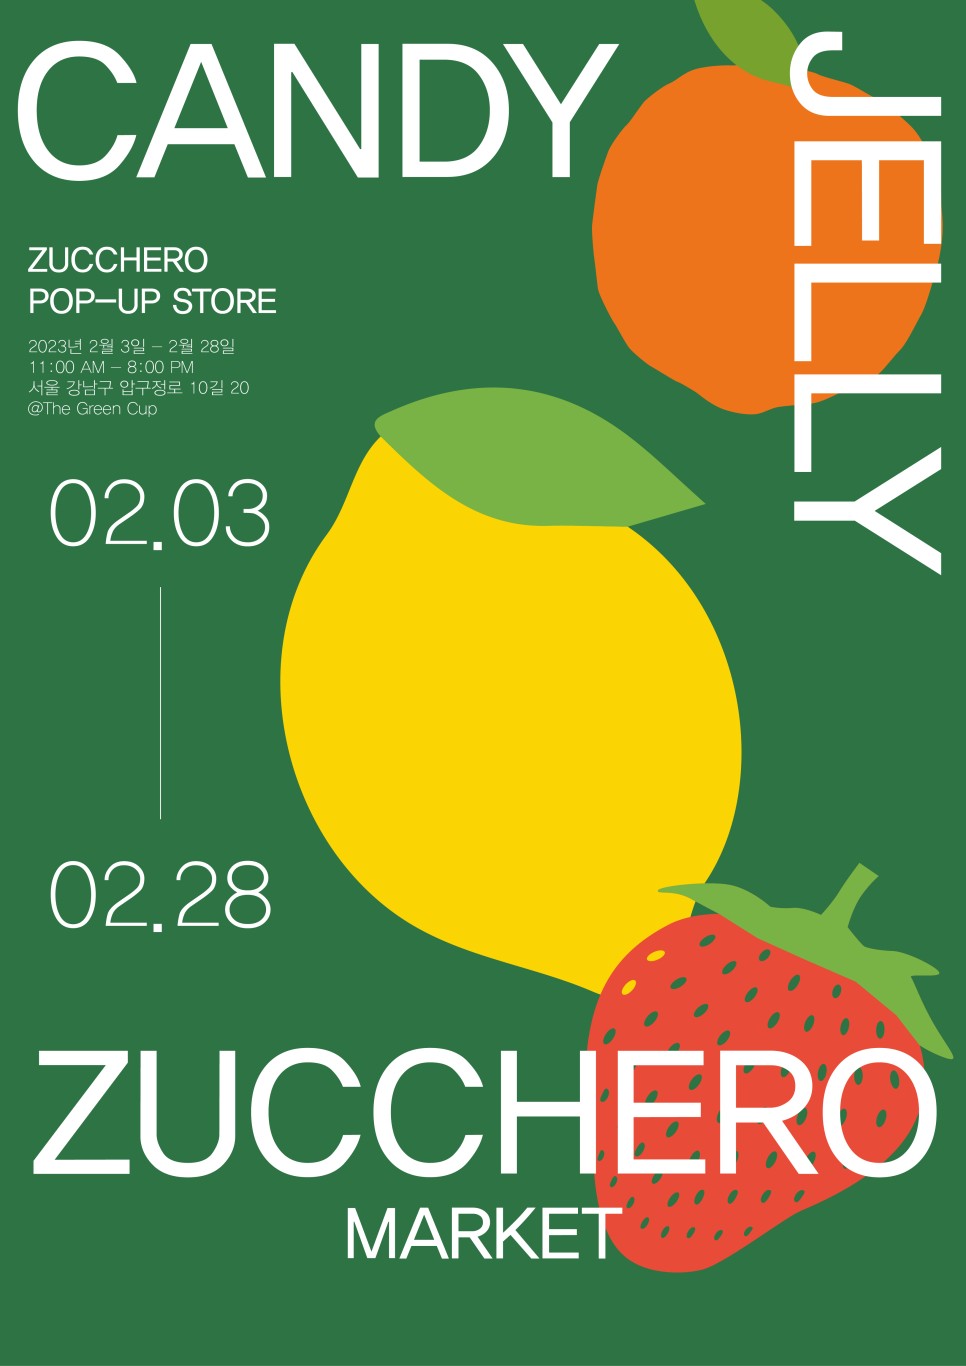 CANDY
JELLY
ZUCCHERO
POP-UP STORE
2023년 2월 3일 - 2월 28일
11:00 AM - 8:00 PM
서울 강남구 압구정로 10길 20
@The Green Cup
02.03
02.28
ZUCCHERO
MARKET